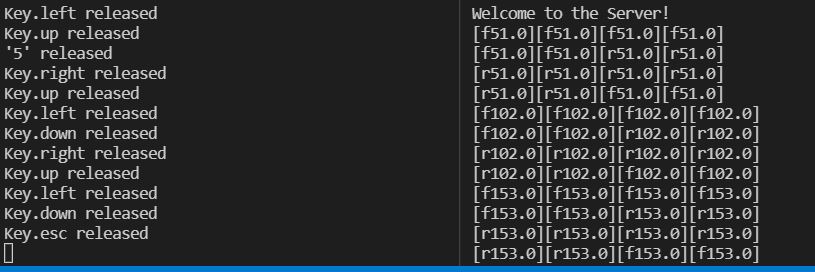 Key.left released
Key.up released
'5' released
Key.right released
Key.up released
Key.left released
Key.down released
Key.right released
Key.up released
Key.left released
Key.down released
Key.esc released
Welcome to the Server!
[f51.0][f51.0][f51.0][f51.0]
[f51.0][f51.0][r51.0][r51.0]
[r51.0][r51.0][r51.0][r51.0]
[r51.0][r51.0][f51.0][f51.0]
[f102.0][f102.0][f102.0][f102.0]
[f102.0][f102.0][r102.0][r102.0]
[r102.0][r102.0][r102.0][r102.0]
[r102.0][r102.0][f102.0][f102.0]
[f153.0][f153.0][f153.0][f153.0]
[f153.0][f153.0][r153.0][r153.0]
[r153.0][r153.0][r153.0][r153.0]
[r153.0][r153.0][f153.0][f153.0]